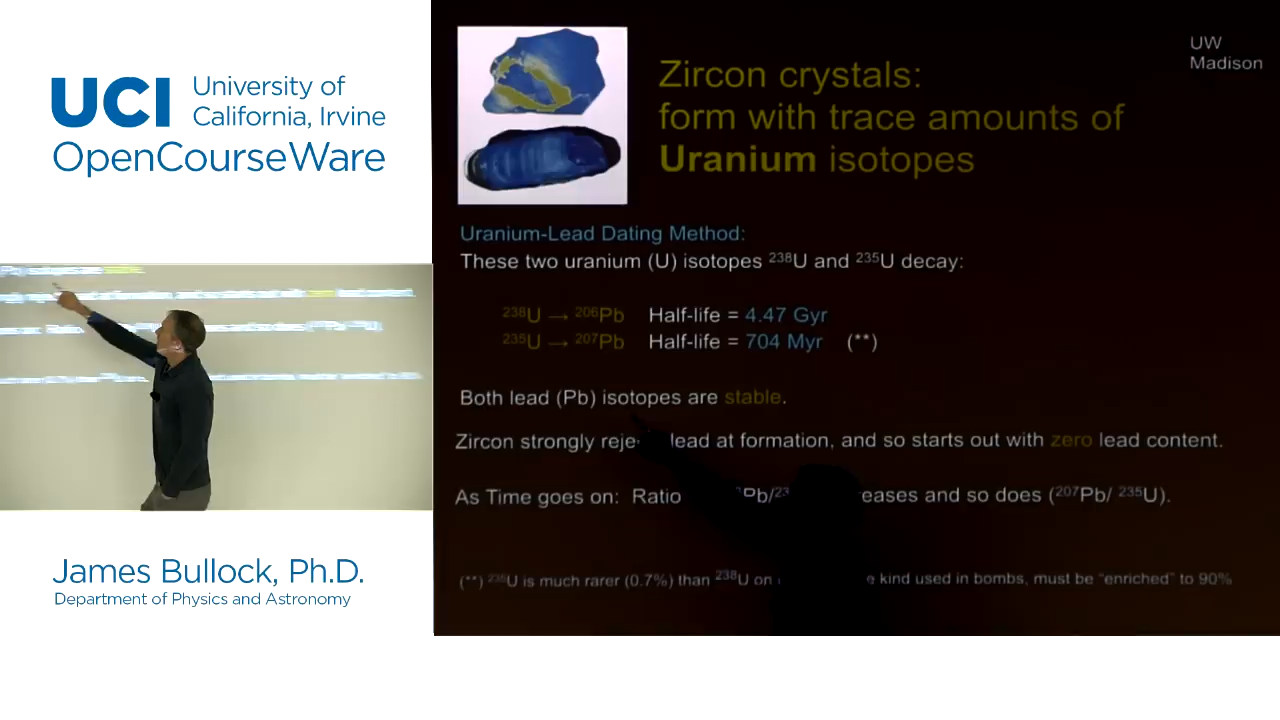 UCI University of
California, Irvine
OpenCourseWare
James Bullock, Ph.D.
Department of Physics and Astronomy
UW
Madison
Zircon crystals:
form with trace amounts of
Uranium isotopes
Uranium-Lead Dating Method:
These two uranium (U) isotopes ²³⁸U and ²³⁵U decay:
²³⁸U → ²⁰⁶Pb Half-life = 4.47 Gyr
²³⁵U → ²⁰⁷Pb Half-life = 704 Myr (**)
Both lead (Pb) isotopes are stable.
Zircon strongly lead at formation, and so starts out with zero lead content.
As Time goes on: Ratio and so does (²⁰⁷Pb/ ²³⁵U).
(**) ²³⁵U is much rarer (0.7%) than ²³⁸U on kind used in bombs, must be “enriched” to 90%